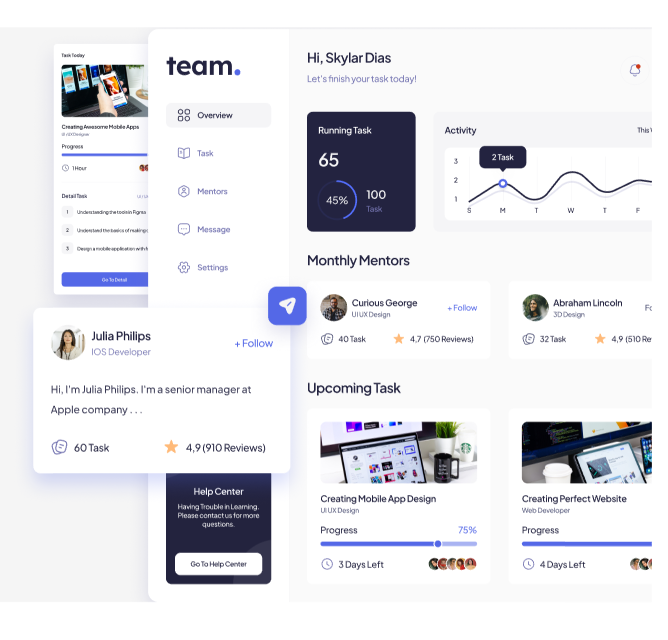 Task Today
Creating Awesome Mobile Apps
UI UX Designer
Progress
1 Hour
Detail Task
1 Understanding the tools in Figma
2 Understand the basics of making
3 Design a mobile application with
Go To Detail
team.
Overview
Task
Mentors
Message
Settings
Julia Philips
IOS Developer
+ Follow
Hi, I'm Julia Philips. I'm a senior manager at
Apple company . . .
60 Task
4,9 (910 Reviews)
Help Center
Having Trouble in Learning.
Please contact us for more
questions.
Go To Help Center
Hi, Skylar Dias
Let's finish your task today!
Running Task
65
45%
100
Task
Activity
This
2 Task
3
2
1
S M T W T F
Monthly Mentors
Curious George
UI UX Design
+ Follow
40 Task
4,7 (750 Reviews)
Abraham Lincoln
3D Design
32 Task
4,9 (510
Upcoming Task
Creating Mobile App Design
UI UX Design
Progress 75%
3 Days Left
Creating Perfect Website
Web Developer
Progress
4 Days Left